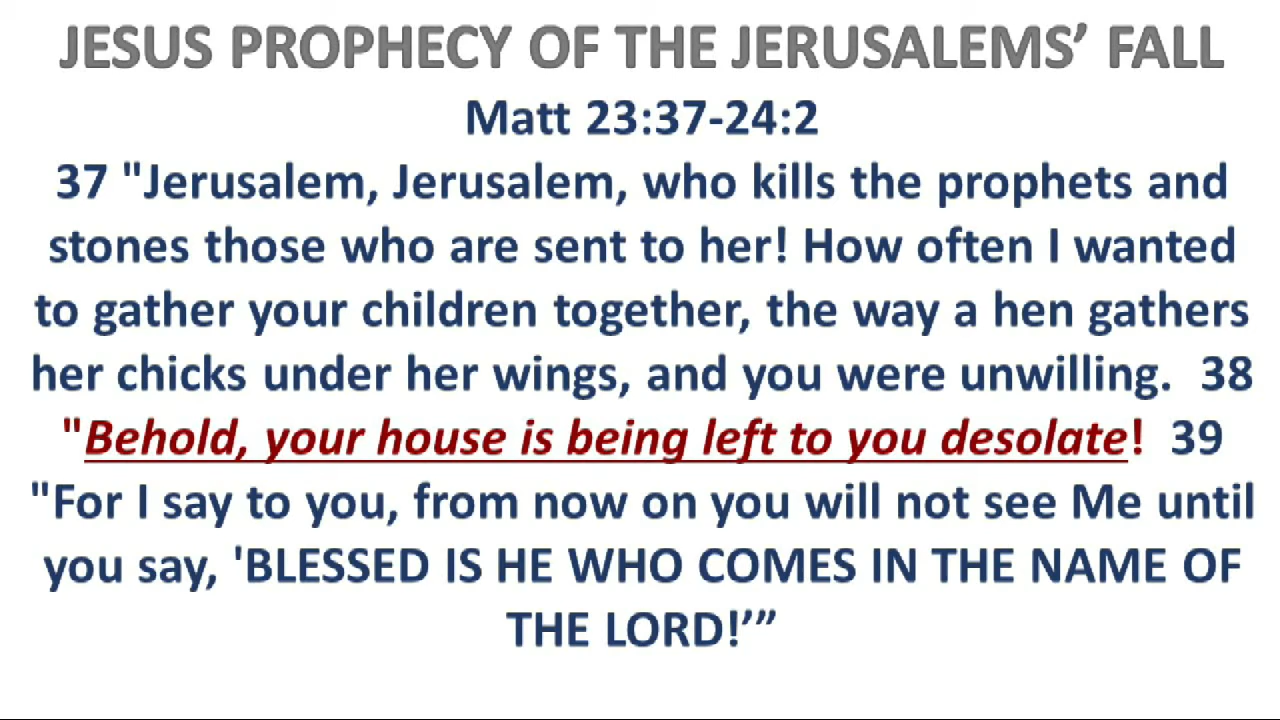 JESUS PROPHECY OF THE JERUSALEMS’ FALL
Matt 23:37-24:2
37 "Jerusalem, Jerusalem, who kills the prophets and
stones those who are sent to her! How often I wanted
to gather your children together, the way a hen gathers
her chicks under her wings, and you were unwilling. 38
"Behold, your house is being left to you desolate! 39
"For I say to you, from now on you will not see Me until
you say, 'BLESSED IS HE WHO COMES IN THE NAME OF
THE LORD!’”